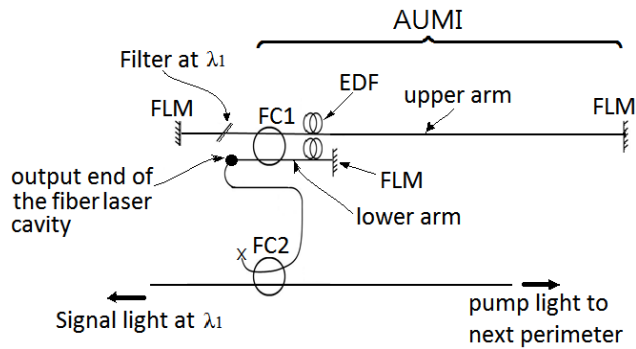 AUMI
Filter at λ1
EDF
FLM
FC1
upper arm
FLM
output end of
the fiber laser
cavity
FLM
lower arm
x
FC2
Signal light at λ1
pump light to
next perimeter